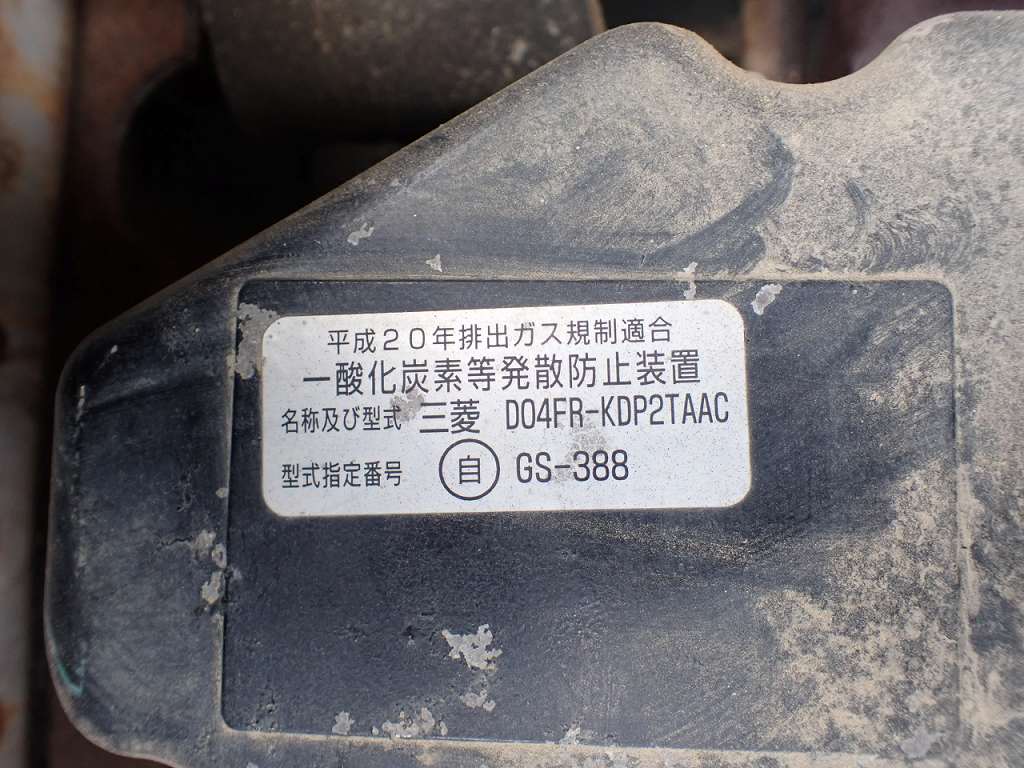 平成20年排出ガス規制適合
一酸化炭素等発散防止装置
名称及び型式 三菱 D04FR-KDP2TAAC
型式指定番号 自 GS-388